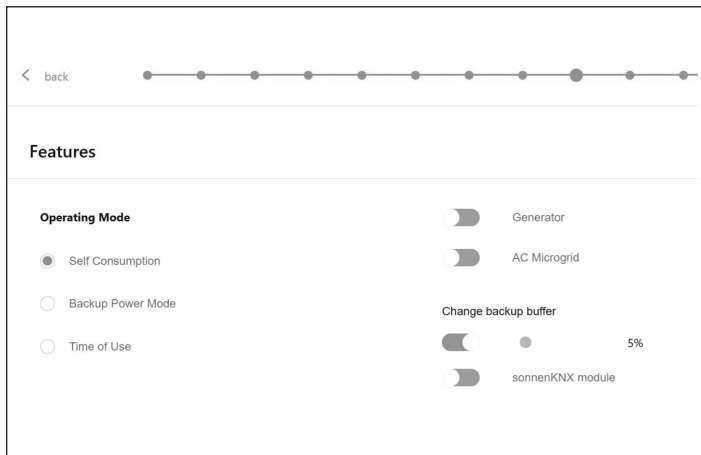 back
Features
Operating Mode
Self Consumption
Backup Power Mode
Time of Use
Generator
AC Microgrid
Change backup buffer
5%
sonnenKNX module